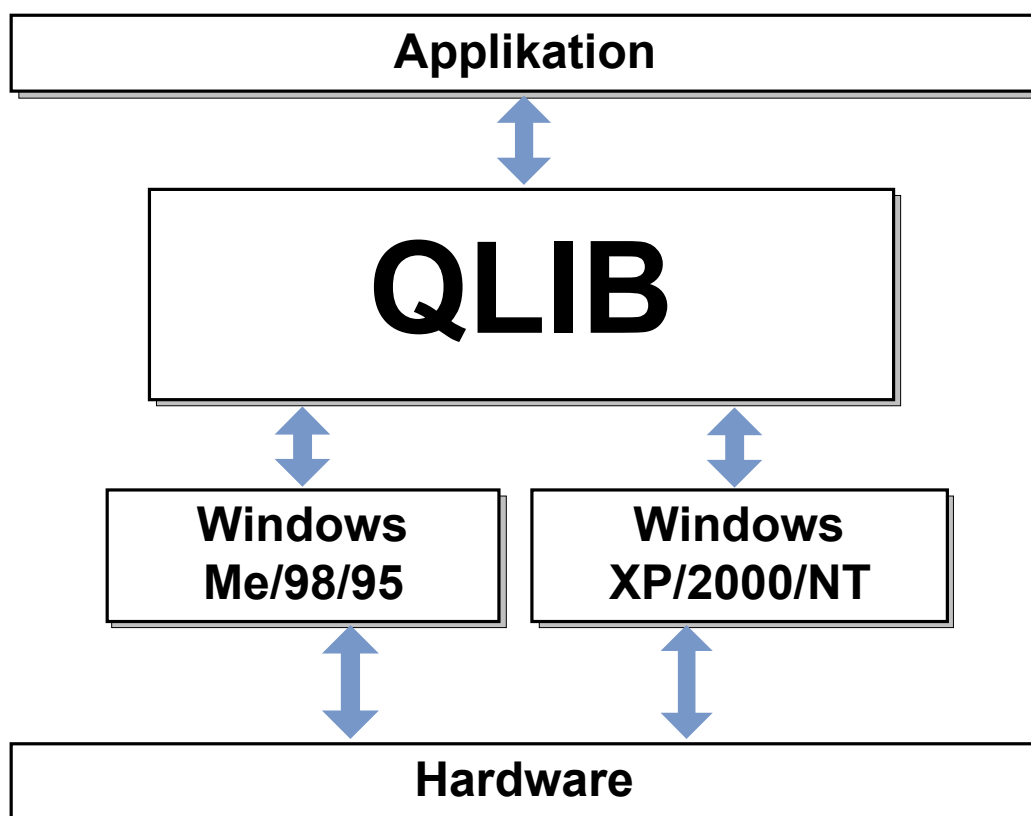 Applikation
QLIB
Windows
Me/98/95
Windows
XP/2000/NT
Hardware